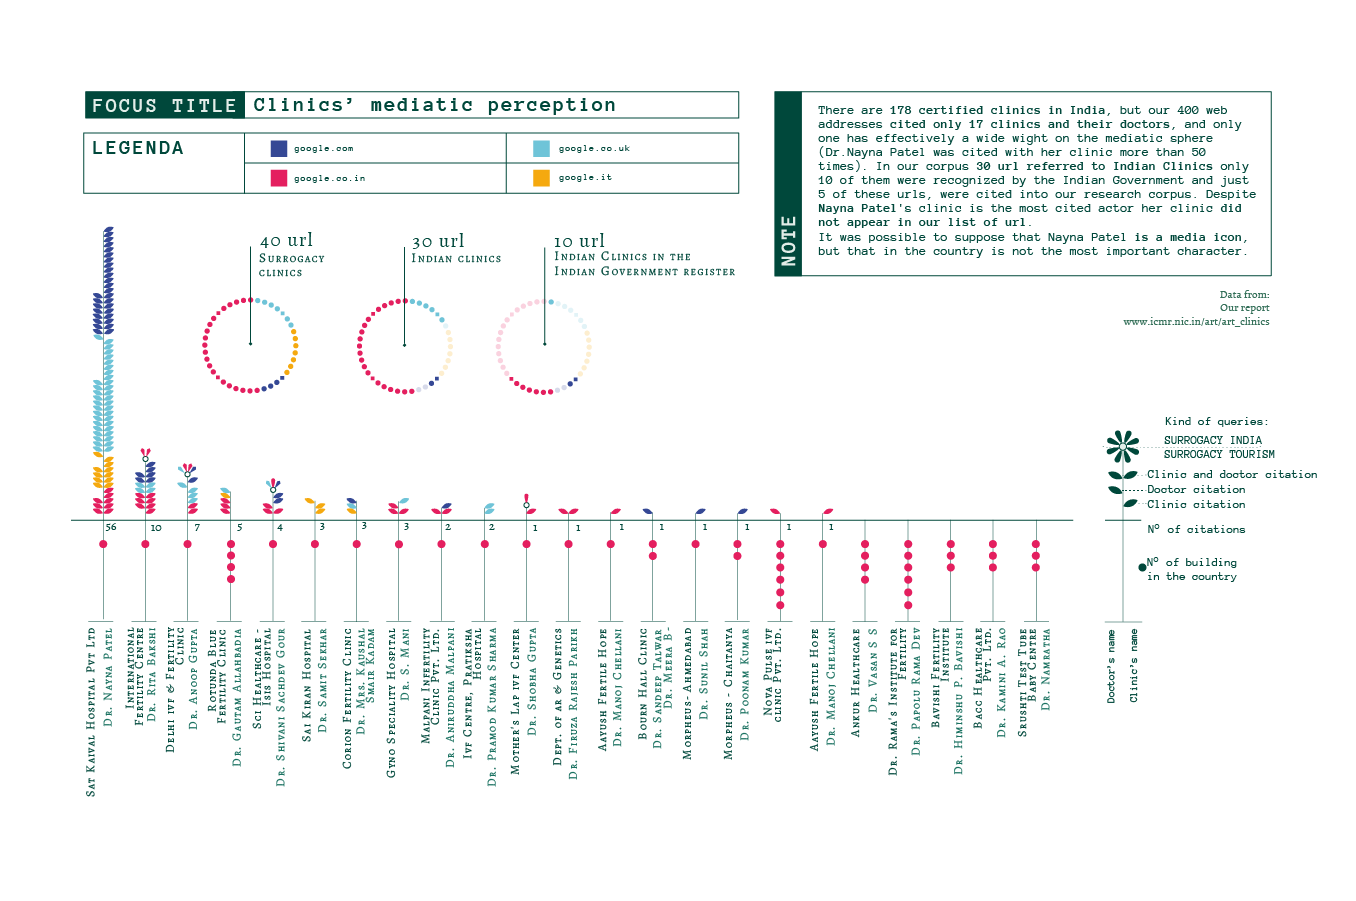 FOCUS TITLE
Clinics' mediatic perception
LEGENDA
google.com
google.co.uk
google.co.in
google.it
NOTE
There are 178 certified clinics in India, but our 400 web
addresses cited only 17 clinics and their doctors, and only
one has effectively a wide wight on the mediatic sphere
(Dr.Nayna Patel was cited with her clinic more than 50
times). In our corpus 30 url referred to Indian Clinics only
10 of them were recognized by the Indian Government and just
5 of these urls, were cited into our research corpus. Despite
Nayna Patel's clinic is the most cited actor her clinic did
not appear in our list of url.
It was possible to suppose that Nayna Patel is a media icon,
but that in the country is not the most important character.
Data from:
Our report
www.icmr.nic.in/art/art_clinics
40 url
Surrogacy
clinics
30 url
Indian clinics
10 url
Indian Clinics in the
Indian Government register
Kind of queries:
SURROGACY INDIA
SURROGACY TOURISM
Clinic and doctor citation
Doctor citation
Clinic citation
N° of citations
N° of building
in the country
Doctor's name
Clinic's name
56
10
7
5
4
3
3
3
2
2
1
1
1
1
1
1
1
1
Sat Kaival Hospital Pvt Ltd
Dr. Nayna Patel
International
Fertility Centre
Dr. Rita Bakshi
Delhi ivf & Fertility
Clinic
Dr. Anoop Gupta
Rotunda Blue
Fertility Clinic
Dr. Gautam Allahbadia
Sci Healthcare -
Isis Hospital
Dr. Shivani Sachdev Gour
Sai Kiran Hospital
Dr. Samit Sekhar
Corion Fertility Clinic
Dr. Mrs. Kaushal
Smair Kadam
Gyno Speciality Hospital
Dr. S. Mani
Malpani Infertility
Clinic Pvt. Ltd.
Dr. Aniruddha Malpani
Ivf Centre, Pratiksha
Hospital
Dr. Pramod Kumar Sharma
Mother's Lap ivf Center
Dr. Shobha Gupta
Dept. of ar & Genetics
Dr. Firuza Rajesh Parikh
Aayush Fertile Hope
Dr. Manoj Chellani
Bourn Hall Clinic
Dr. Sandeep Talwar
Dr. Meera B -
Morpheus- Ahmedabad
Dr. Sunil Shah
Morpheus - Chaitanya
Dr. Poonam Kumar
Nova Pulse ivf
clinic Pvt. Ltd.
Aayush Fertile Hope
Dr. Manoj Chellani
Ankur Healthcare
Dr. Vasan S S
Dr. Rama's Institute for
Fertility
Dr. Papolu Rama Dev
Bavishi Fertility
Institute
Dr. Himinshu P. Bavishi
Bacc Healthcare
Pvt. Ltd.
Dr. Kamini A. Rao
Srushti Test Tube
Baby Centre
Dr. Namratha